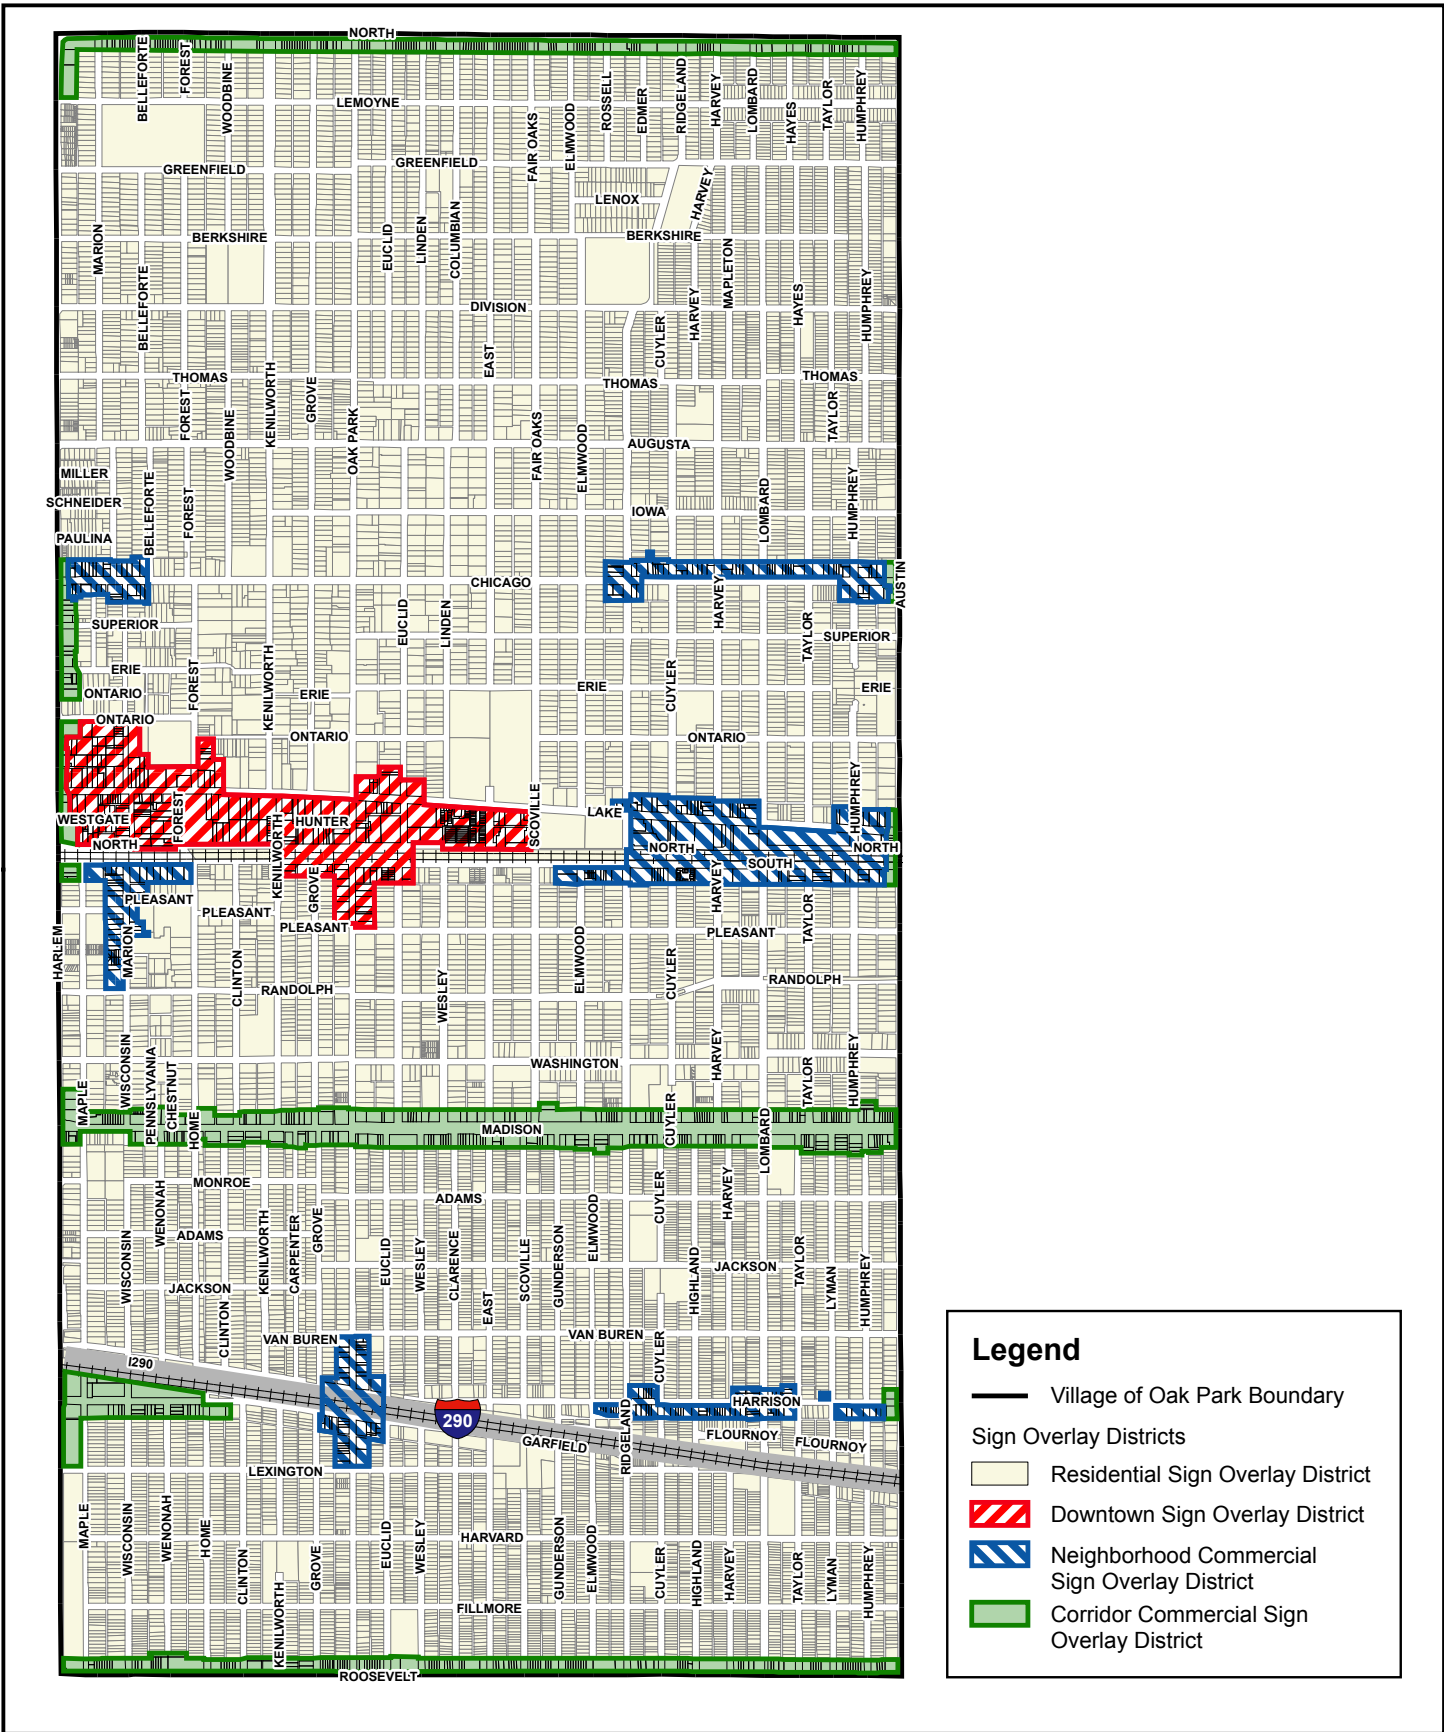 NORTH
BELLEFORTE
FOREST
WOODBINE
LEMOYNE
FAIR OAKS
ELMWOOD
ROSSELL
EDMER
RIDGELAND
HARVEY
LOMBARD
HAYES
TAYLOR
HUMPHREY
GREENFIELD
GREENFIELD
LENOX
HARVEY
MARION
BERKSHIRE
EUCLID
LINDEN
COLUMBIAN
BERKSHIRE
MAPLETON
BELLEFORTE
DIVISION
HARVEY
HAYES
HUMPHREY
CUYLER
EAST
THOMAS
KENILWORTH
GROVE
THOMAS
THOMAS
FOREST
WOODBINE
OAK PARK
FAIR OAKS
ELMWOOD
AUGUSTA
TAYLOR
MILLER
SCHNEIDER
BELLEFORTE
FOREST
IOWA
LOMBARD
HUMPHREY
PAULINA
CHICAGO
HARVEY
AUSTIN
SUPERIOR
EUCLID
LINDEN
TAYLOR
SUPERIOR
ERIE
ONTARIO
FOREST
KENILWORTH
ERIE
ERIE
CUYLER
ERIE
ONTARIO
ONTARIO
ONTARIO
WESTGATE
FOREST
NORTH
KENILWORTH
HUNTER
SCOVILLE
LAKE
HUMPHREY
NORTH
SOUTH
NORTH
PLEASANT
PLEASANT
GROVE
PLEASANT
HARVEY
TAYLOR
PLEASANT
HARLEM
MARION
CLINTON
RANDOLPH
WESLEY
ELMWOOD
CUYLER
RANDOLPH
WASHINGTON
HARVEY
TAYLOR
HUMPHREY
MAPLE
WISCONSIN
PENNSLYVANIA
CHESTNUT
HOME
MADISON
CUYLER
LOMBARD
MONROE
ADAMS
WENONAH
ADAMS
WISCONSIN
KENILWORTH
CARPENTER
GROVE
EUCLID
WESLEY
CLARENCE
EAST
SCOVILLE
GUNDERSON
ELMWOOD
CUYLER
HARVEY
HIGHLAND
JACKSON
TAYLOR
LYMAN
HUMPHREY
JACKSON
CLINTON
VAN BUREN
VAN BUREN
CUYLER
I290
290
HARRISON
RIDGELAND
FLOURNOY
FLOURNOY
GARFIELD
LEXINGTON
MAPLE
WISCONSIN
WENONAH
HOME
CLINTON
KENILWORTH
GROVE
EUCLID
WESLEY
HARVARD
GUNDERSON
ELMWOOD
CUYLER
HIGHLAND
HARVEY
TAYLOR
LYMAN
HUMPHREY
FILLMORE
ROOSEVELT
Legend
Village of Oak Park Boundary
Sign Overlay Districts
Residential Sign Overlay District
Downtown Sign Overlay District
Neighborhood Commercial
Sign Overlay District
Corridor Commercial Sign
Overlay District